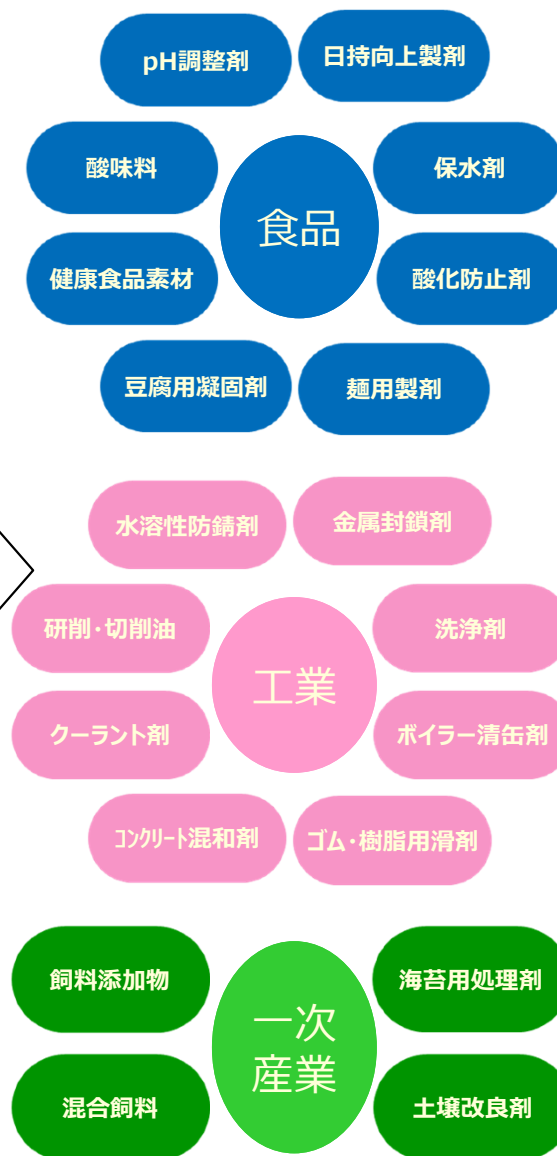 pH調整剤
日持向上製剤
酸味料
保水剤
食品
健康食品素材
酸化防止剤
豆腐用凝固剤
麺用製剤
水溶性防錆剤
金属封鎖剤
研削・切削油
洗浄剤
工業
クーラント剤
ボイラー清缶剤
コンクリート混和剤
ゴム・樹脂用滑剤
飼料添加物
海苔用処理剤
一次
産業
混合飼料
土壌改良剤